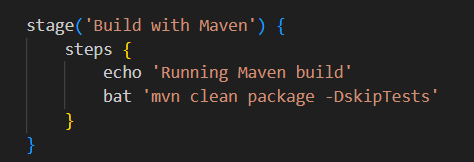 stage('Build with Maven') {
    steps {
        echo 'Running Maven build'
        bat 'mvn clean package -DskipTests'
    }
}